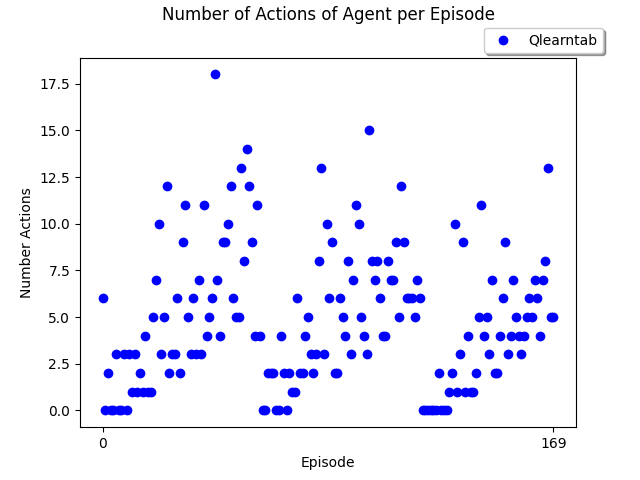 Number of Actions of Agent per Episode
Qlearntab
17.5
15.0
12.5
10.0
7.5
5.0
2.5
0.0
Number Actions
0
169
Episode